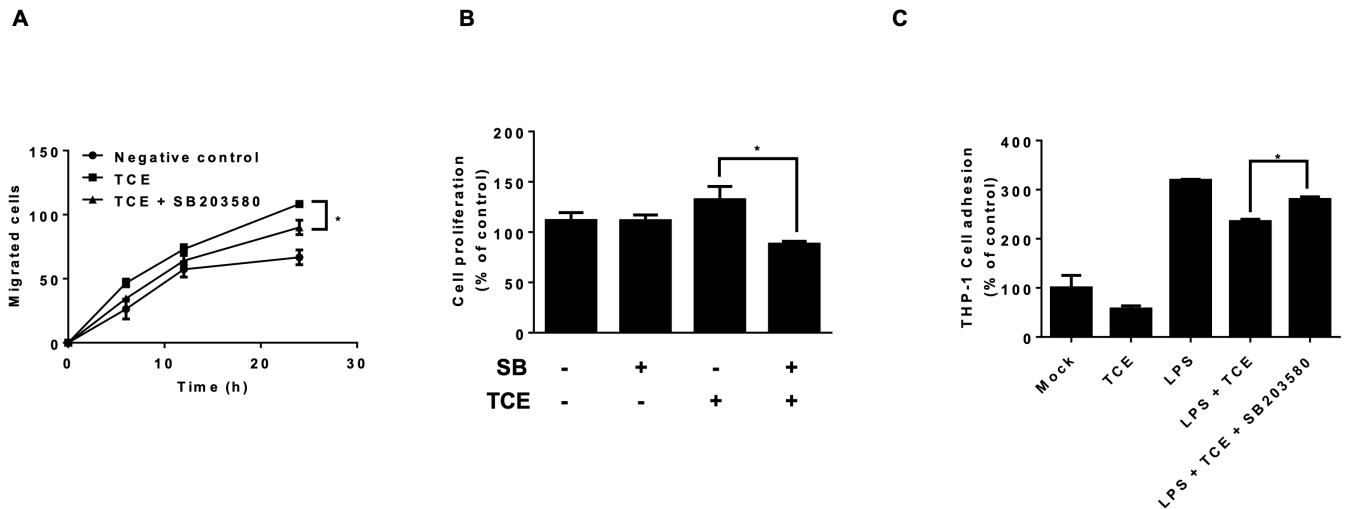 A
B
C
Migrated cells
150
100
50
0
0
10
20
30
Time (h)
Negative control
TCE
TCE + SB203580
*
Cell proliferation
(% of control)
200
150
100
50
0
*
SB - + - +
TCE - - + +
THP-1 Cell adhesion
(% of control)
400
300
200
100
0
*
Mock
TCE
LPS
LPS + TCE
LPS + TCE + SB203580